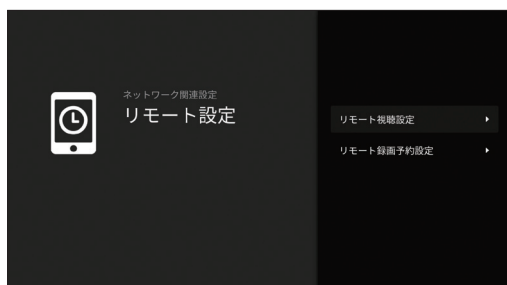 ネットワーク関連設定
リモート設定
リモート視聴設定
リモート録画予約設定